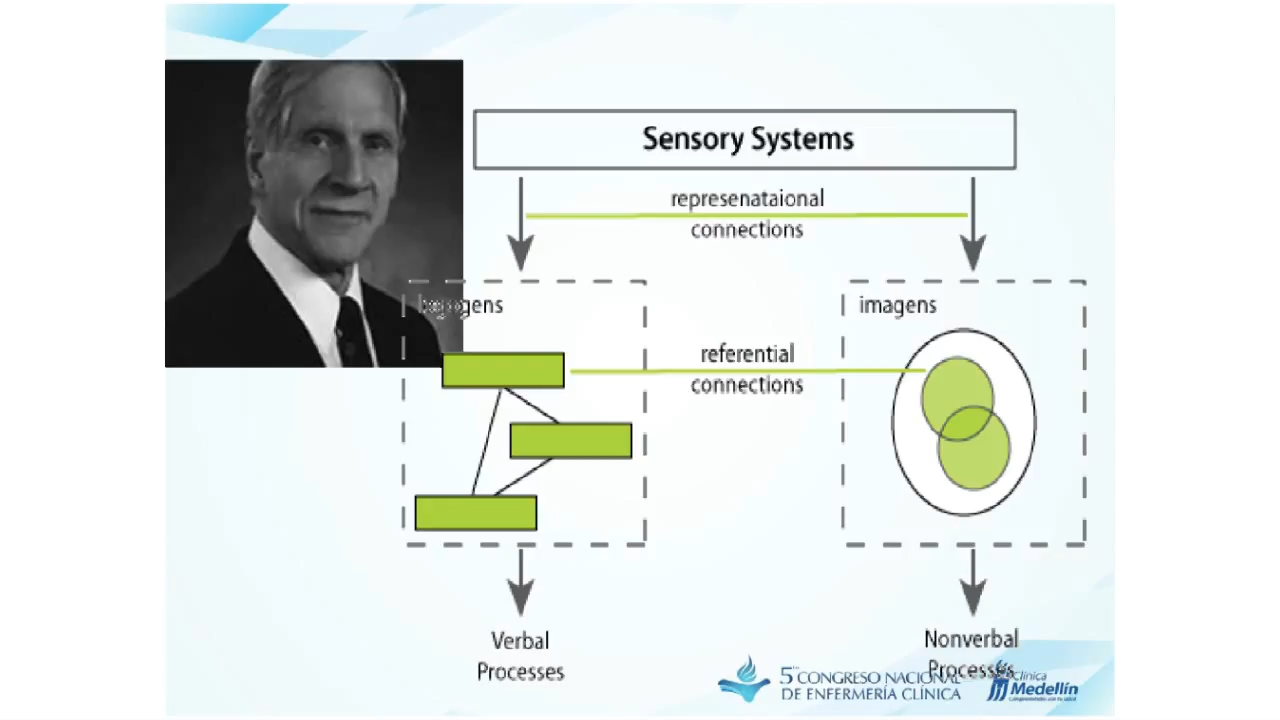 Sensory Systems
represenataional
connections
logogens
imagens
referential
connections
Verbal
Processes
Nonverbal
Processes
5to CONGRESO NACIONAL
DE ENFERMERÍA CLÍNICA
Clínica
Medellín